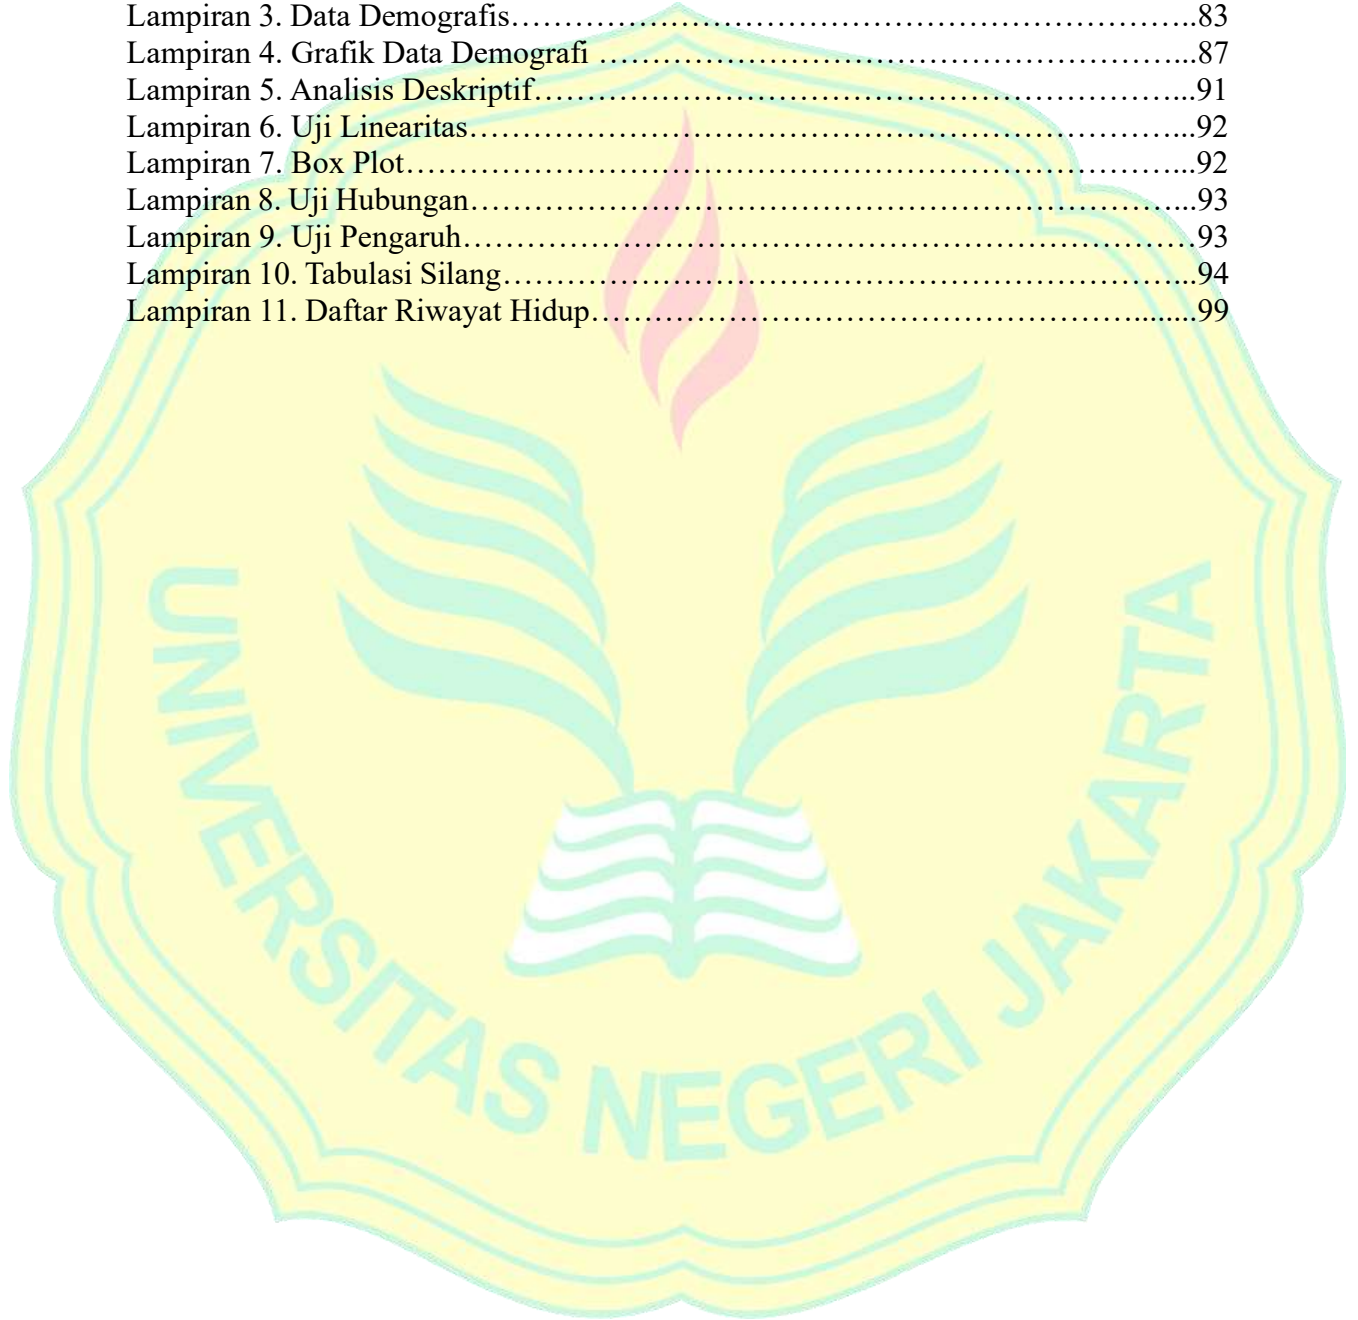 Lampiran 3. Data Demografis…………………………………………………………..83
Lampiran 4. Grafik Data Demografi …………………………………………………...87
Lampiran 5. Analisis Deskriptif………………………………………………………...91
Lampiran 6. Uji Linearitas……………………………………………………………...92
Lampiran 7. Box Plot…………………………………………………………………...92
Lampiran 8. Uji Hubungan……………………………………………………………..93
Lampiran 9. Uji Pengaruh………………………………………………………………93
Lampiran 10. Tabulasi Silang…………………………………………………………..94
Lampiran 11. Daftar Riwayat Hidup……………………………………………........99
UNIVERSITAS NEGERI JAKARTA